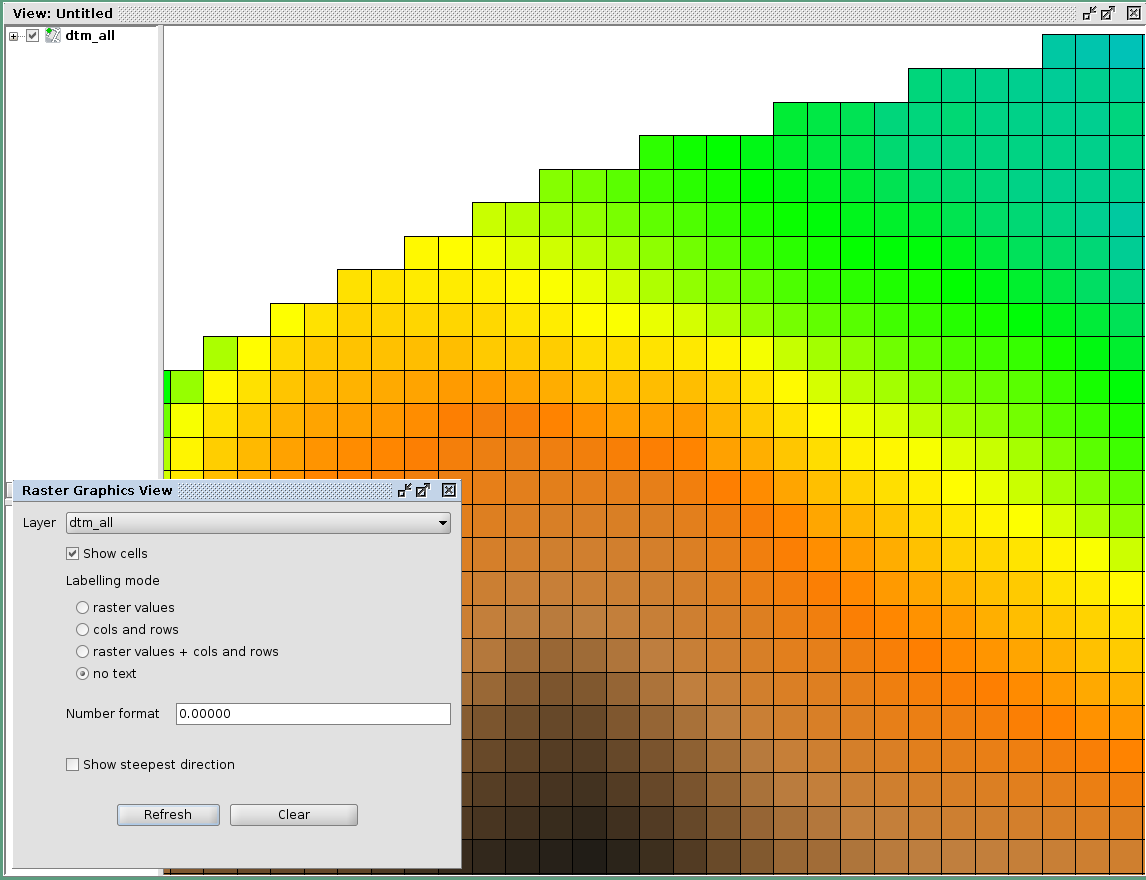 View: Untitled
dtm_all
Raster Graphics View
Layer dtm_all
Show cells
Labelling mode
raster values
cols and rows
raster values + cols and rows
no text
Number format 0.00000
Show steepest direction
Refresh Clear